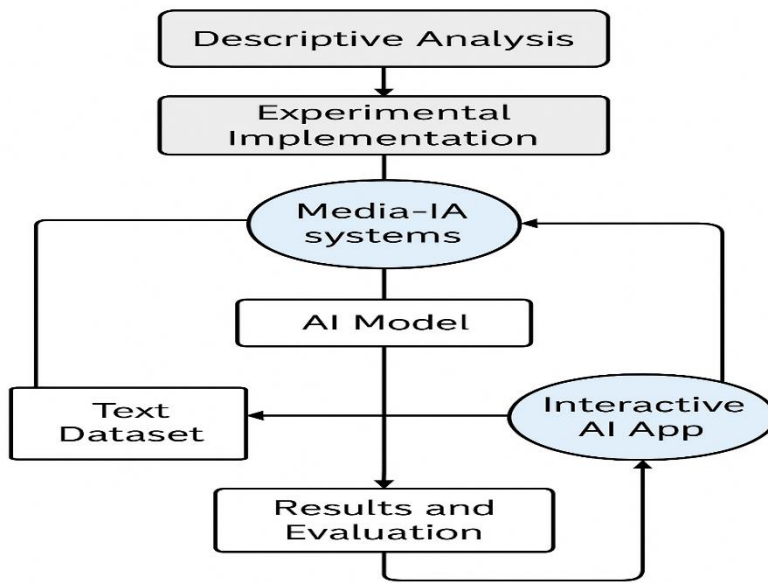 Descriptive Analysis
Experimental
Implementation
Media-IA
systems
AI Model
Text
Dataset
Interactive
AI App
Results and
Evaluation